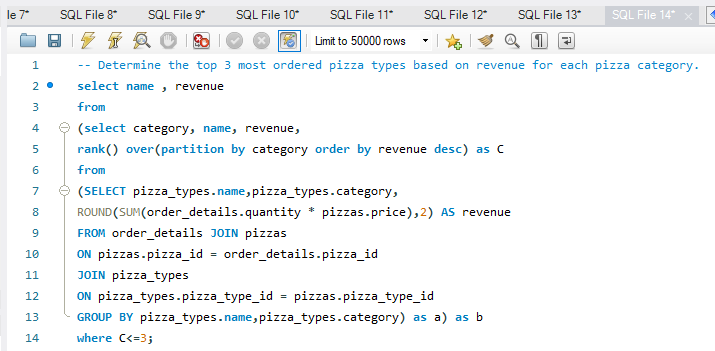 le 7* SQL File 8* SQL File 9* SQL File 10* SQL File 11* SQL File 12* SQL File 13* SQL File 14*
Limit to 50000 rows
1 -- Determine the top 3 most ordered pizza types based on revenue for each pizza category.
2 select name , revenue
3 from
4 (select category, name, revenue,
5 rank() over(partition by category order by revenue desc) as C
6 from
7 (SELECT pizza_types.name,pizza_types.category,
8 ROUND(SUM(order_details.quantity * pizzas.price),2) AS revenue
9 FROM order_details JOIN pizzas
10 ON pizzas.pizza_id = order_details.pizza_id
11 JOIN pizza_types
12 ON pizza_types.pizza_type_id = pizzas.pizza_type_id
13 GROUP BY pizza_types.name,pizza_types.category) as a) as b
14 where C<=3;